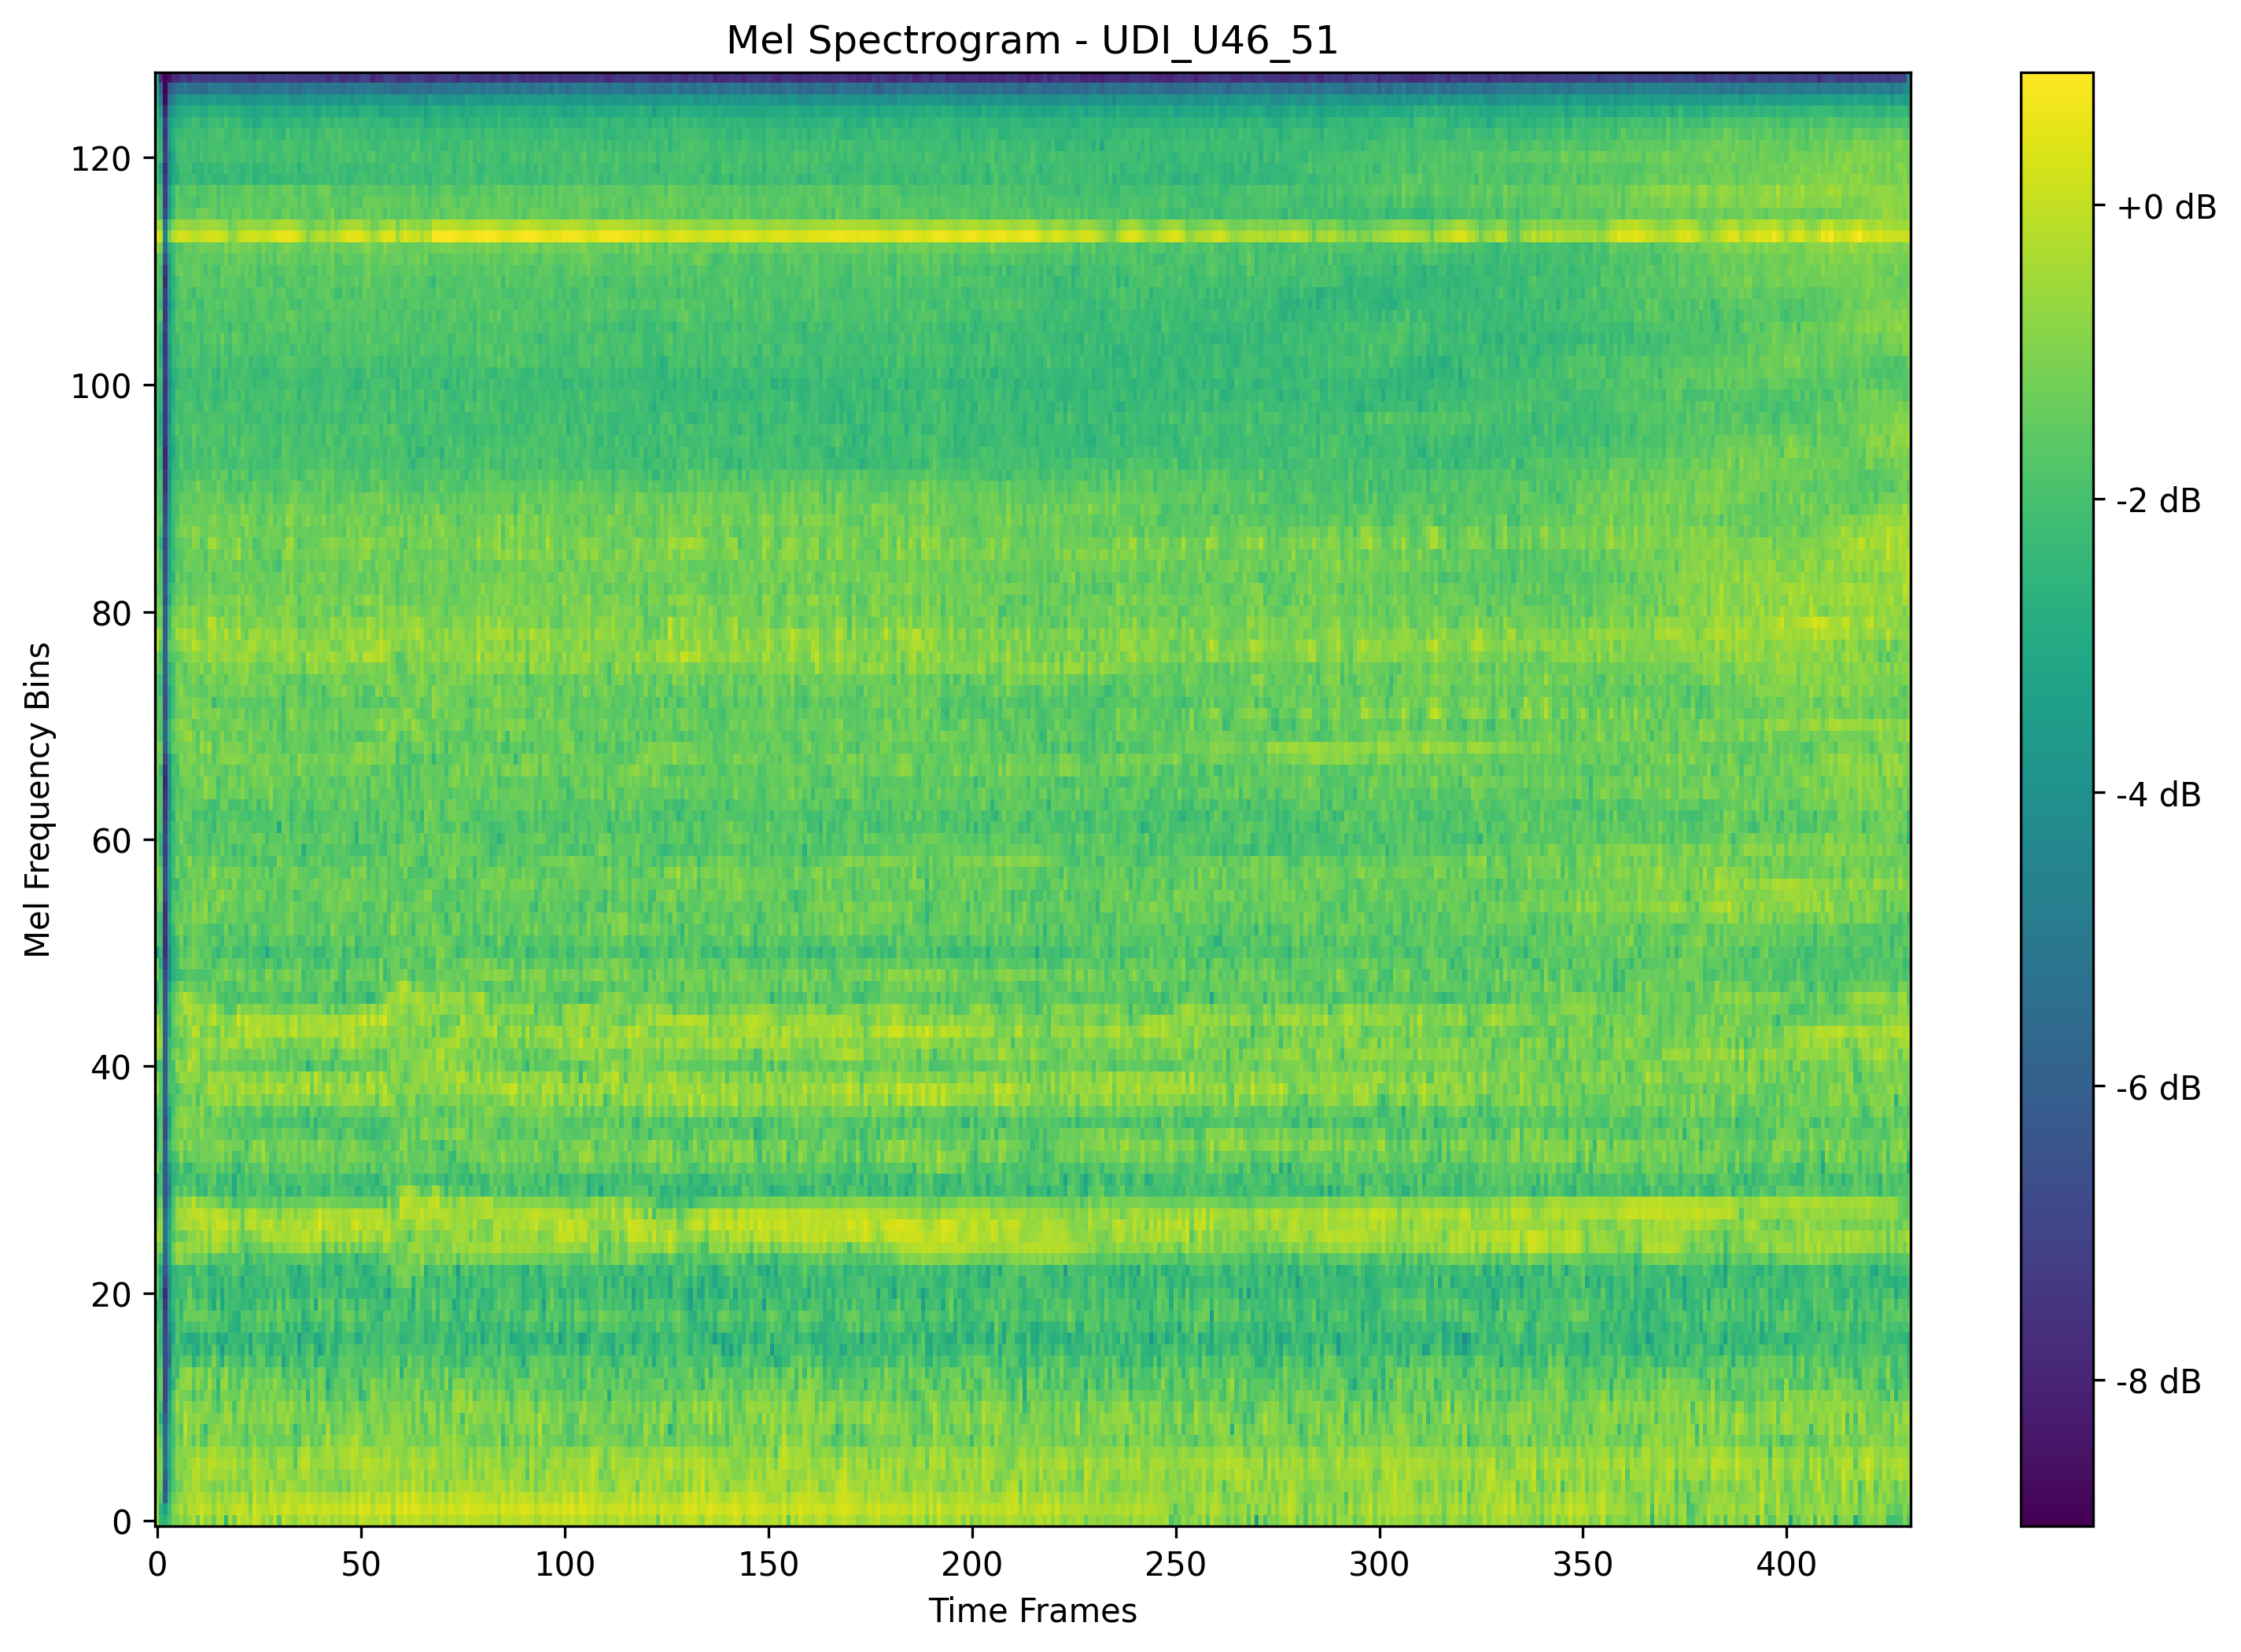 Mel Spectrogram - UDI_U46_51
Mel Frequency Bins
120
100
80
60
40
20
0
0 50 100 150 200 250 300 350 400
Time Frames
+0 dB
-2 dB
-4 dB
-6 dB
-8 dB